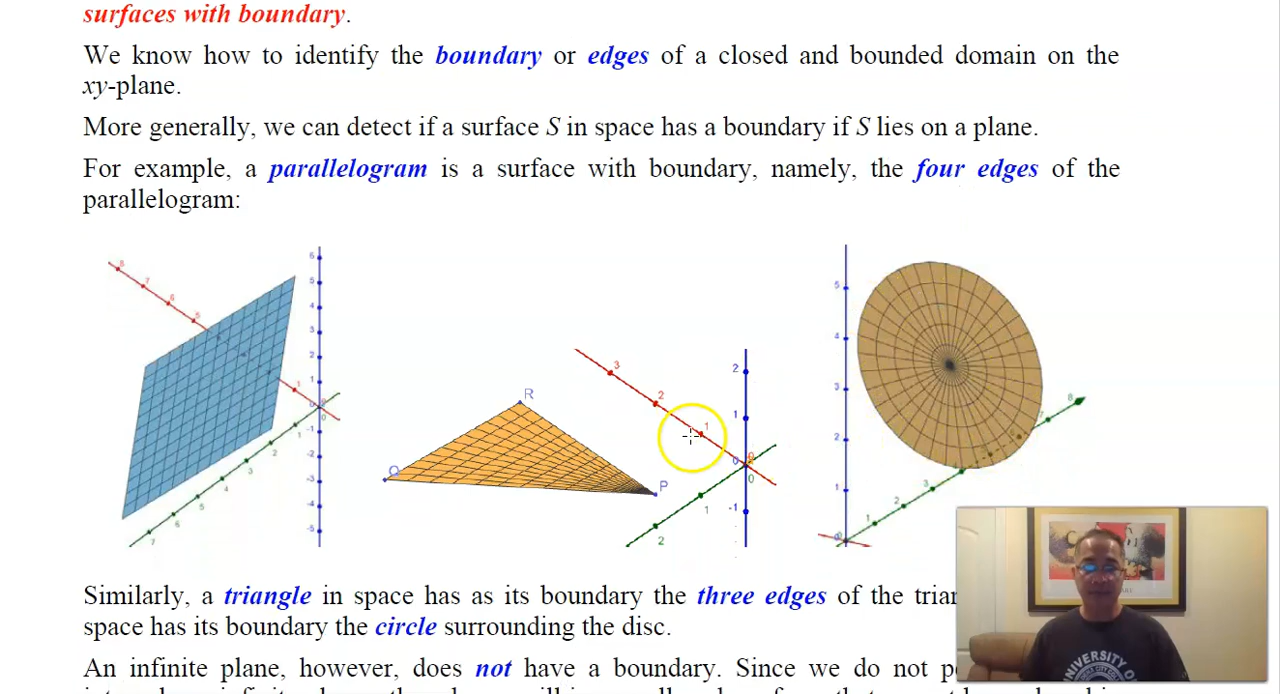 surfaces with boundary.
We know how to identify the boundary or edges of a closed and bounded domain on the
xy-plane.
More generally, we can detect if a surface S in space has a boundary if S lies on a plane.
For example, a parallelogram is a surface with boundary, namely, the four edges of the
parallelogram:
R
Q
P
Similarly, a triangle in space has as its boundary the three edges of the
space has its boundary the circle surrounding the disc.
An infinite plane, however, does not have a boundary. Since we do not
UNIVERSITY OF